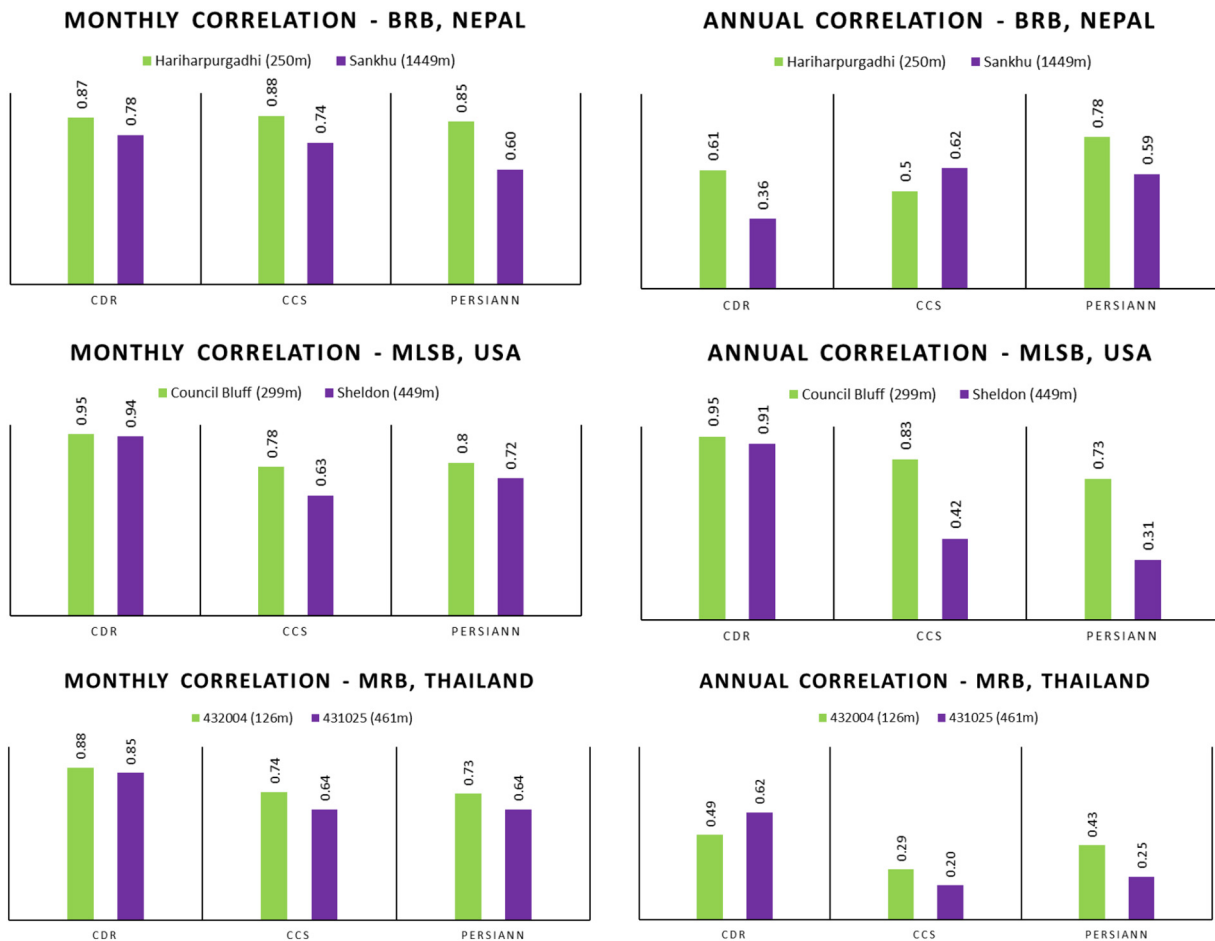 MONTHLY CORRELATION - BRB, NEPAL
Hariharpurgadhi (250m) Sankhu (1449m)
0.87 0.78 0.88 0.74 0.85 0.60
CDR CCS PERSIANN
ANNUAL CORRELATION - BRB, NEPAL
Hariharpurgadhi (250m) Sankhu (1449m)
0.61 0.36 0.5 0.62 0.78 0.59
CDR CCS PERSIANN
MONTHLY CORRELATION - MLSB, USA
Council Bluff (299m) Sheldon (449m)
0.95 0.94 0.78 0.63 0.8 0.72
CDR CCS PERSIANN
ANNUAL CORRELATION - MLSB, USA
Council Bluff (299m) Sheldon (449m)
0.95 0.91 0.83 0.42 0.73 0.31
CDR CCS PERSIANN
MONTHLY CORRELATION - MRB, THAILAND
432004 (126m) 431025 (461m)
0.88 0.85 0.74 0.64 0.73 0.64
CDR CCS PERSIANN
ANNUAL CORRELATION - MRB, THAILAND
432004 (126m) 431025 (461m)
0.49 0.62 0.29 0.20 0.43 0.25
CDR CCS PERSIANN